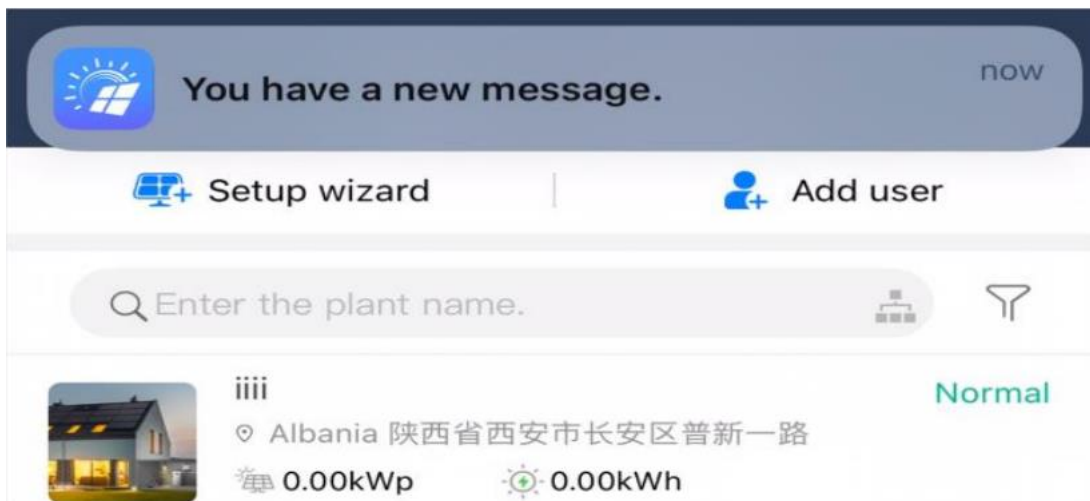 You have a new message.
now
Setup wizard
Add user
Enter the plant name.
iiii
Normal
Albania 陕西省西安市长安区普新一路
0.00kWp
0.00kWh